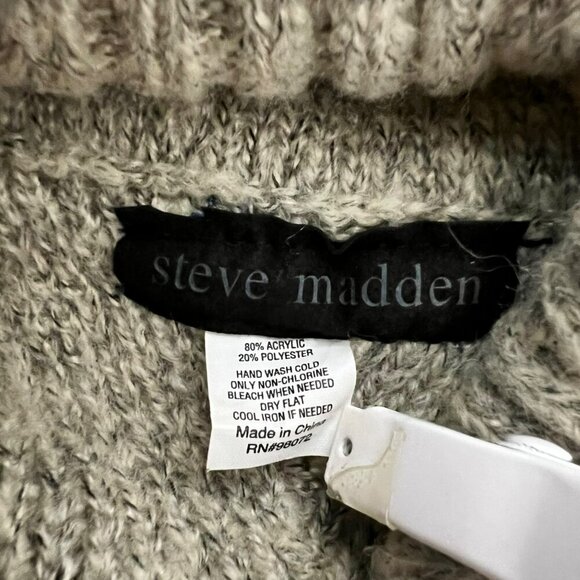 steve madden
80% ACRYLIC
20% POLYESTER
HAND WASH COLD
ONLY NON-CHLORINE
BLEACH WHEN NEEDED
DRY FLAT
COOL IRON IF NEEDED
Made in China
RN#98072